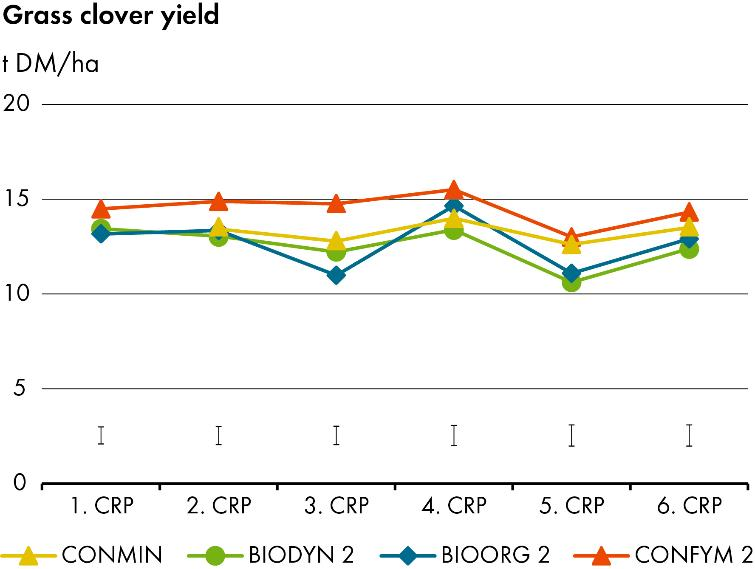 Grass clover yield
t DM/ha
20
15
10
5
0
1. CRP 2. CRP 3. CRP 4. CRP 5. CRP 6. CRP
CONMIN BIODYN 2 BIOORG 2 CONFYM 2